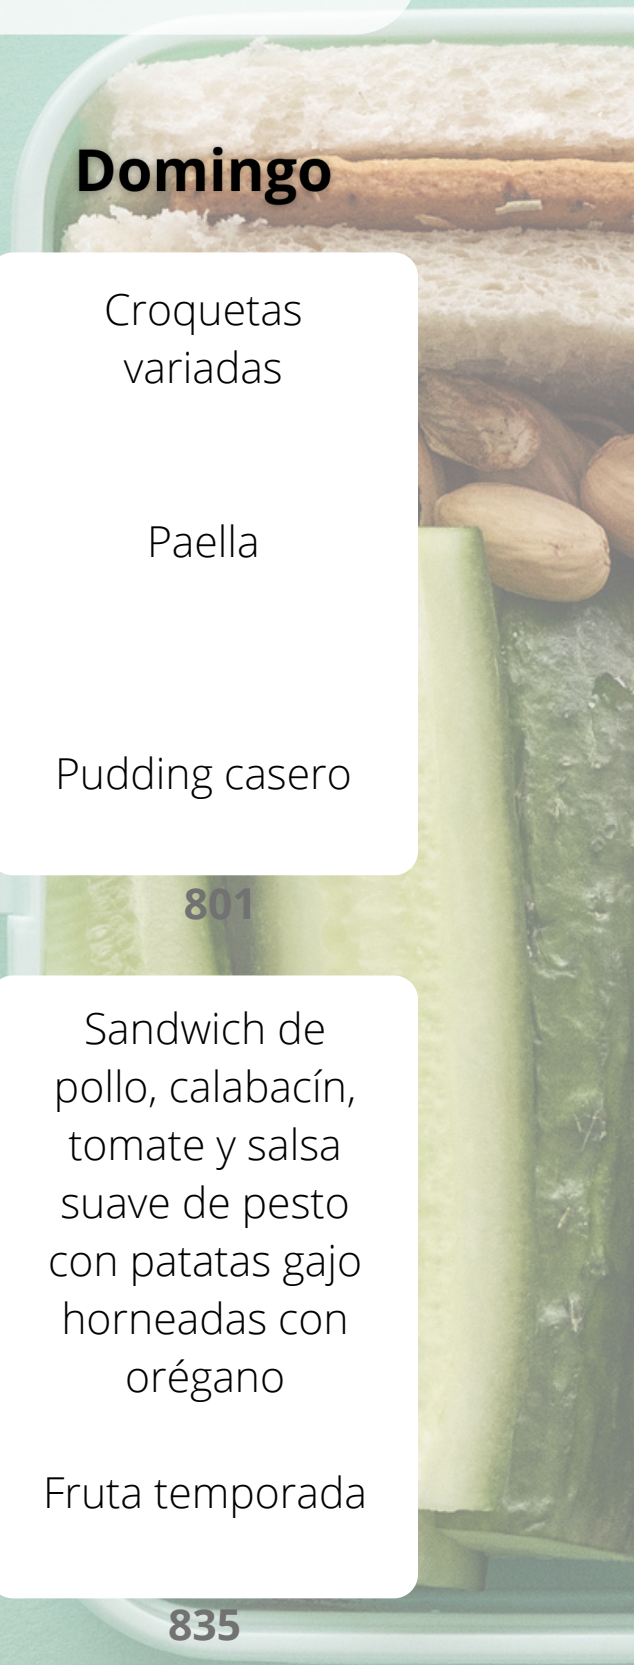 Domingo
Croquetas
variadas
Paella
Pudding casero
801
Sandwich de
pollo, calabacín,
tomate y salsa
suave de pesto
con patatas gajo
horneadas con
orégano
Fruta temporada
835